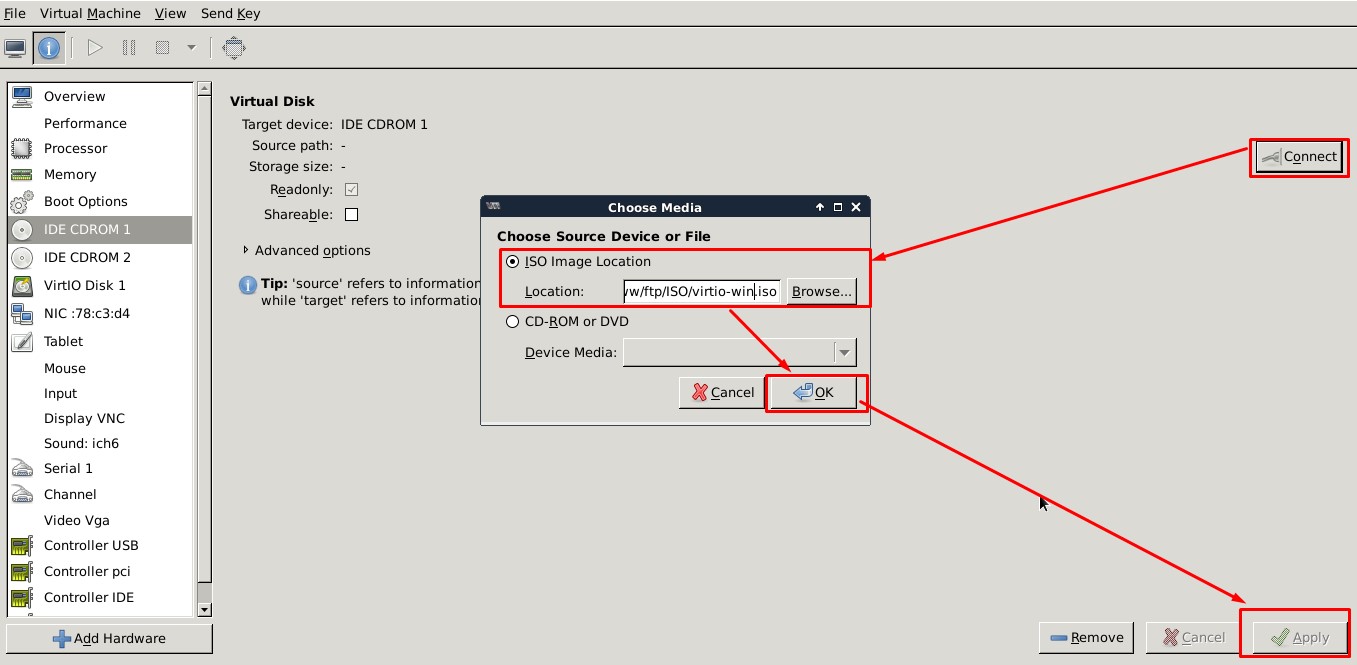 File Virtual Machine View Send Key
Overview
Performance
Processor
Memory
Boot Options
IDE CDROM 1
IDE CDROM 2
VirtIO Disk 1
NIC :78:c3:d4
Tablet
Mouse
Input
Display VNC
Sound: ich6
Serial 1
Channel
Video Vga
Controller USB
Controller pci
Controller IDE
Add Hardware
Virtual Disk
Target device: IDE CDROM 1
Source path: -
Storage size: -
Readonly:
Shareable:
Advanced options
Tip: 'source' refers to information
while 'target' refers to informatio
Connect
Choose Media
Choose Source Device or File
ISO Image Location
Location: /ftp/ISO/virtio-win.iso Browse...
CD-ROM or DVD
Device Media:
Cancel OK
Remove Cancel Apply